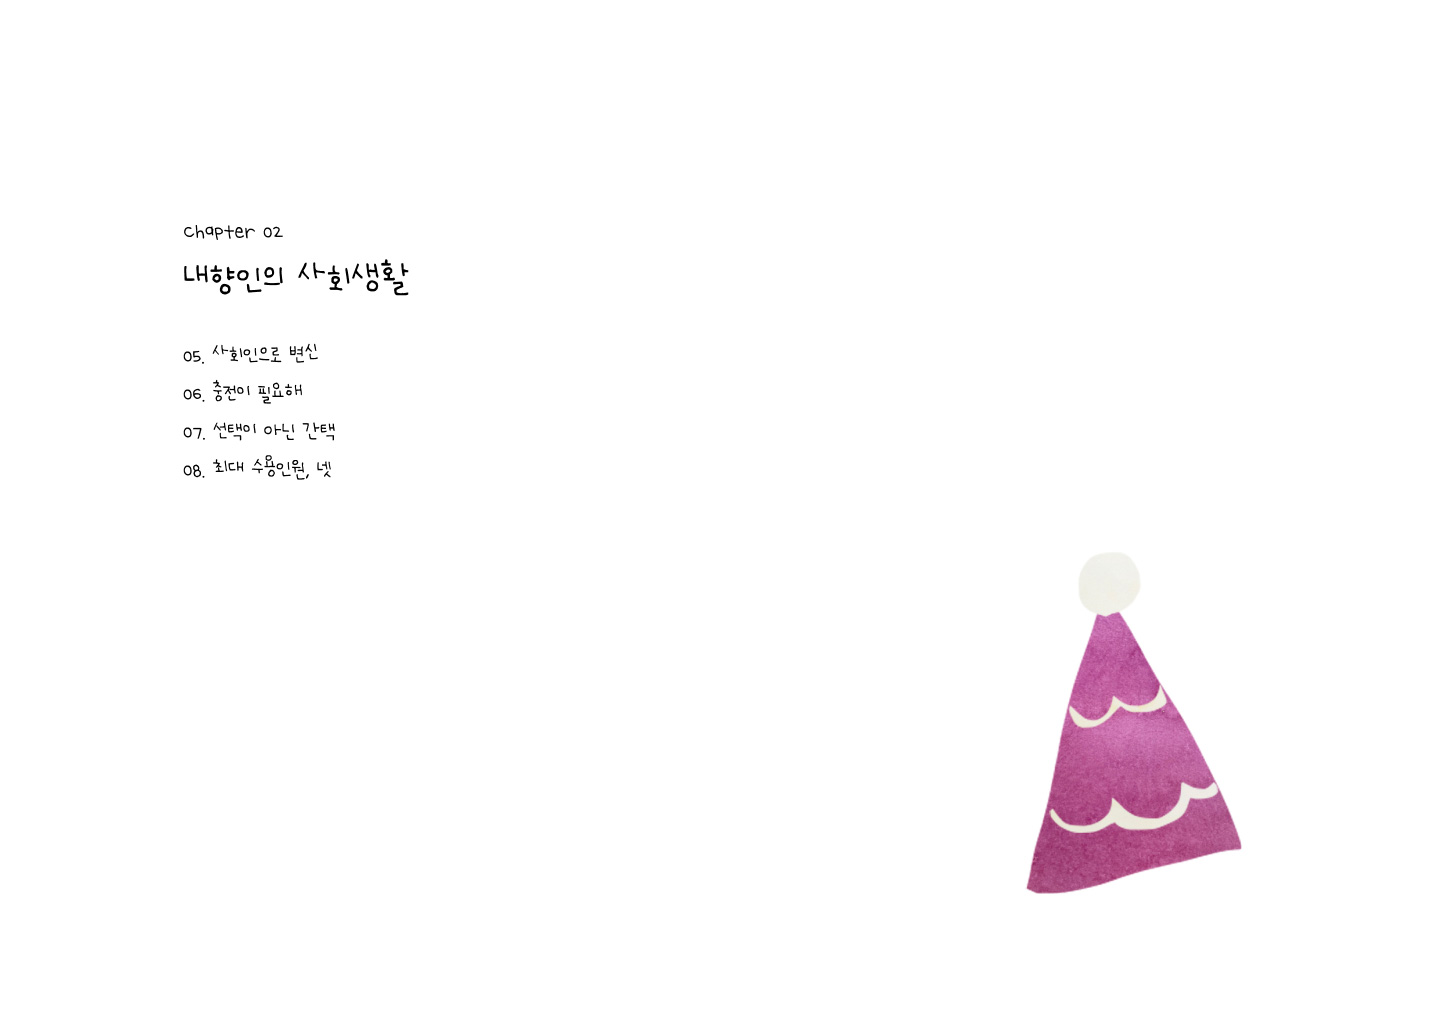 Chapter 02
내향인의 사회생활
05. 사회인으로 변신
06. 충전이 필요해
07. 선택이 아닌 간택
08. 최대 수용인원, 넷